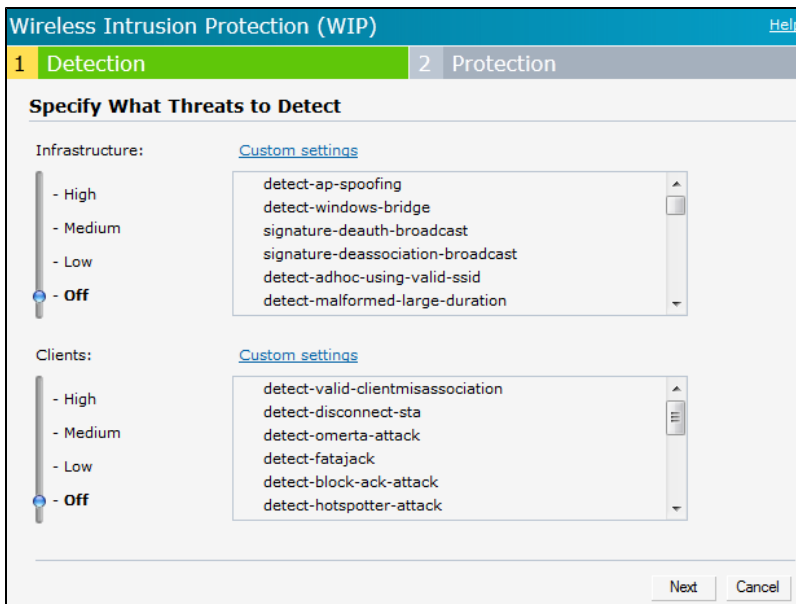 Wireless Intrusion Protection (WIP)
Help
1 Detection
2 Protection
Specify What Threats to Detect
Infrastructure:
Custom settings
- High
- Medium
- Low
- Off
detect-ap-spoofing
detect-windows-bridge
signature-deauth-broadcast
signature-deassociation-broadcast
detect-adhoc-using-valid-ssid
detect-malformed-large-duration
Clients:
Custom settings
- High
- Medium
- Low
- Off
detect-valid-clientmisassociation
detect-disconnect-sta
detect-omerta-attack
detect-fatajack
detect-block-ack-attack
detect-hotspotter-attack
Next
Cancel